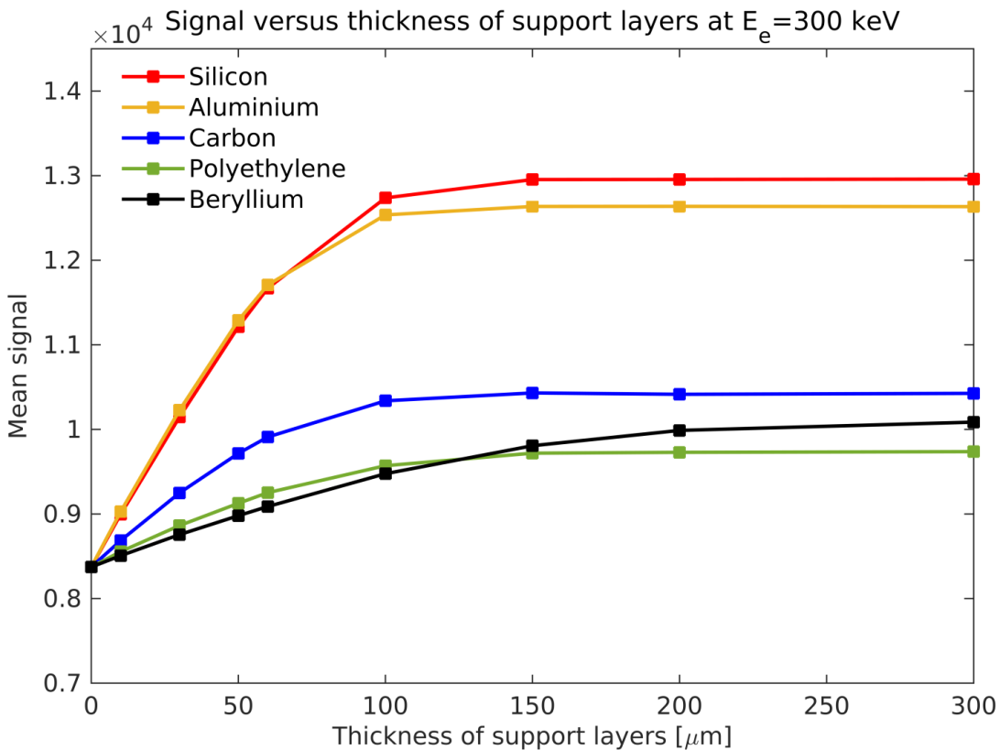 Signal versus thickness of support layers at E_e=300 keV
×10^4
Silicon
Aluminium
Carbon
Polyethylene
Beryllium
1.4
1.3
1.2
1.1
1
0.9
0.8
0.7
Mean signal
0 50 100 150 200 250 300
Thickness of support layers [μm]